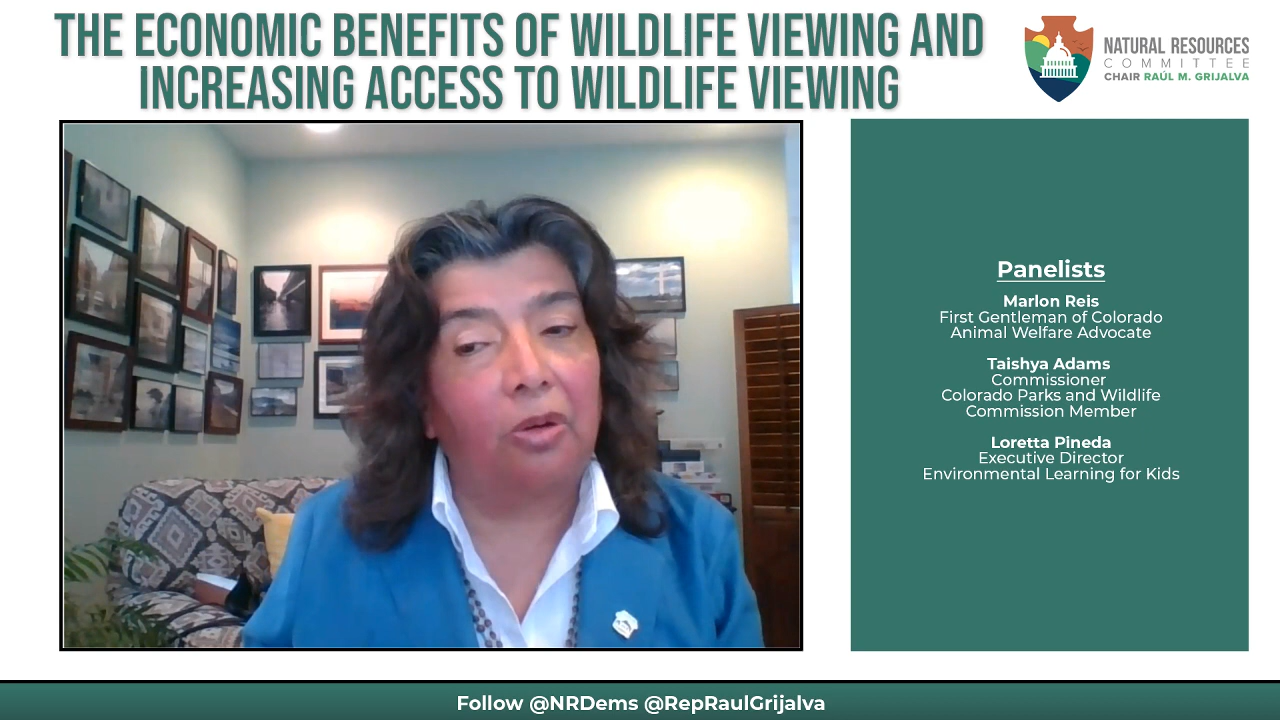 THE ECONOMIC BENEFITS OF WILDLIFE VIEWING AND
INCREASING ACCESS TO WILDLIFE VIEWING
NATURAL RESOURCES
COMMITTEE
CHAIR RAÚL M. GRIJALVA
Panelists
Marlon Reis
First Gentleman of Colorado
Animal Welfare Advocate
Taishya Adams
Commissioner
Colorado Parks and Wildlife
Commission Member
Loretta Pineda
Executive Director
Environmental Learning for Kids
Follow @NRDems @RepRaulGrijalva